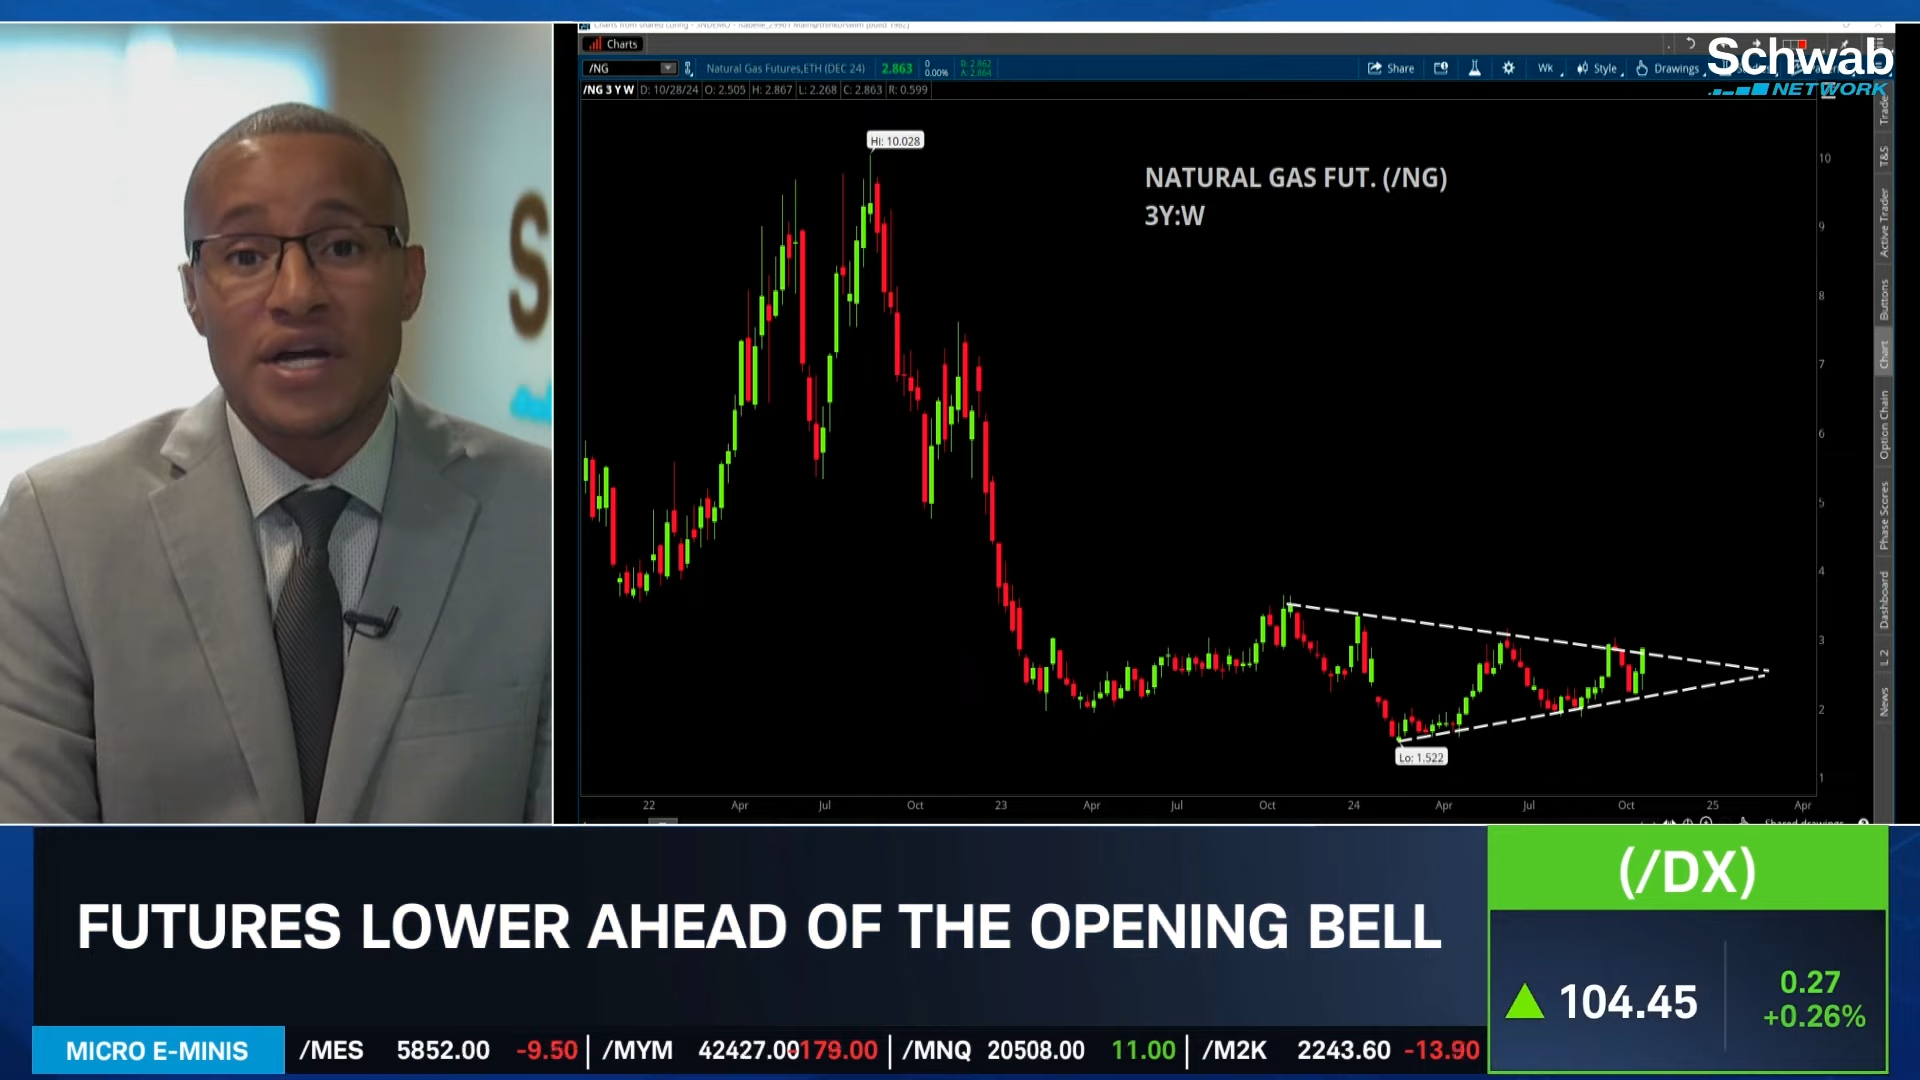 Charts
Schwab
NETWORK
/NG
Natural Gas Futures,ETH (DEC 24)
2.863
0
0.00%
B: 2.862
A: 2.864
Share
Wk
Style
Drawings
/NG 3 Y W
D: 10/28/24
O: 2.505
H: 2.867
L: 2.268
C: 2.863
R: 0.599
Hi: 10.028
NATURAL GAS FUT. (/NG)
3Y:W
Lo: 1.522
10
9
8
7
6
5
4
3
2
1
22
Apr
Jul
Oct
23
Apr
Jul
Oct
24
Apr
Jul
Oct
25
Apr
Trade
T&S
Active Trader
Buttons
Chart
Option Chain
Phase Scores
Dashboard
L 2
News
S
FUTURES LOWER AHEAD OF THE OPENING BELL
(/DX)
104.45
0.27
+0.26%
MICRO E-MINIS
/MES 5852.00 -9.50
/MYM 42427.00 -179.00
/MNQ 20508.00 11.00
/M2K 2243.60 -13.90